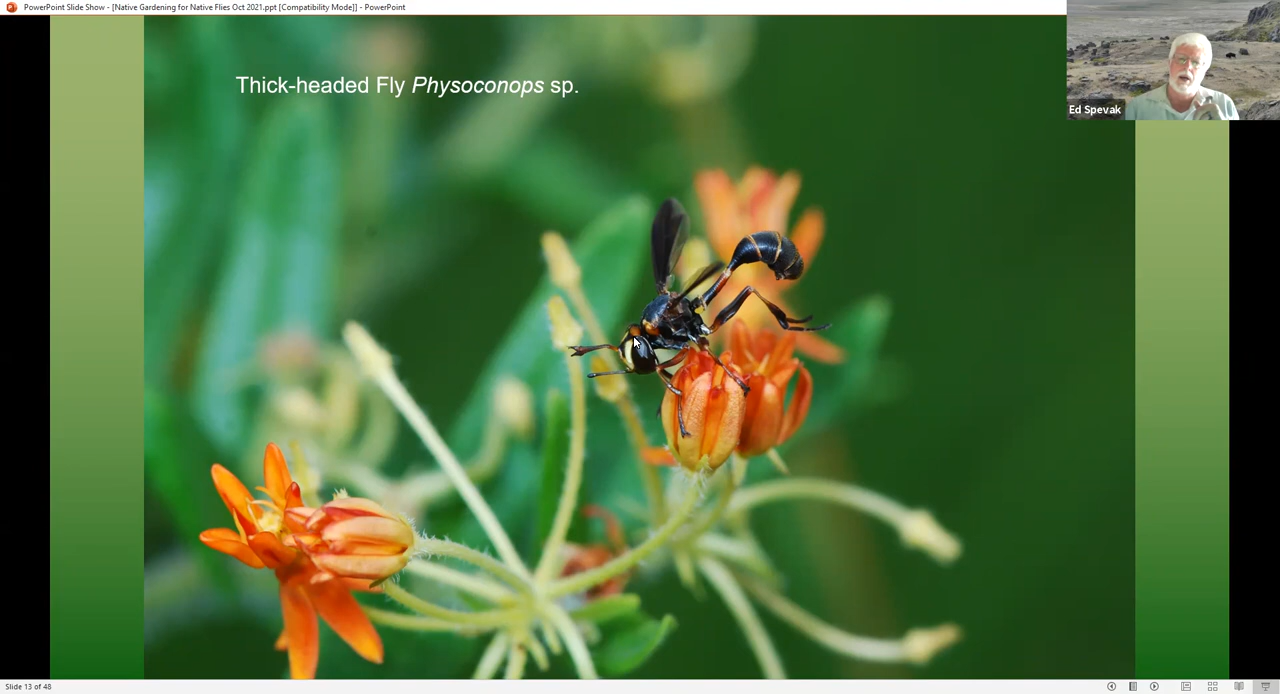 PowerPoint Slide Show - [Native Gardening for Native Flies Oct 2021.ppt [Compatibility Mode]] - PowerPoint
Thick-headed Fly Physoconops sp.
Ed Spevak
Slide 13 of 48